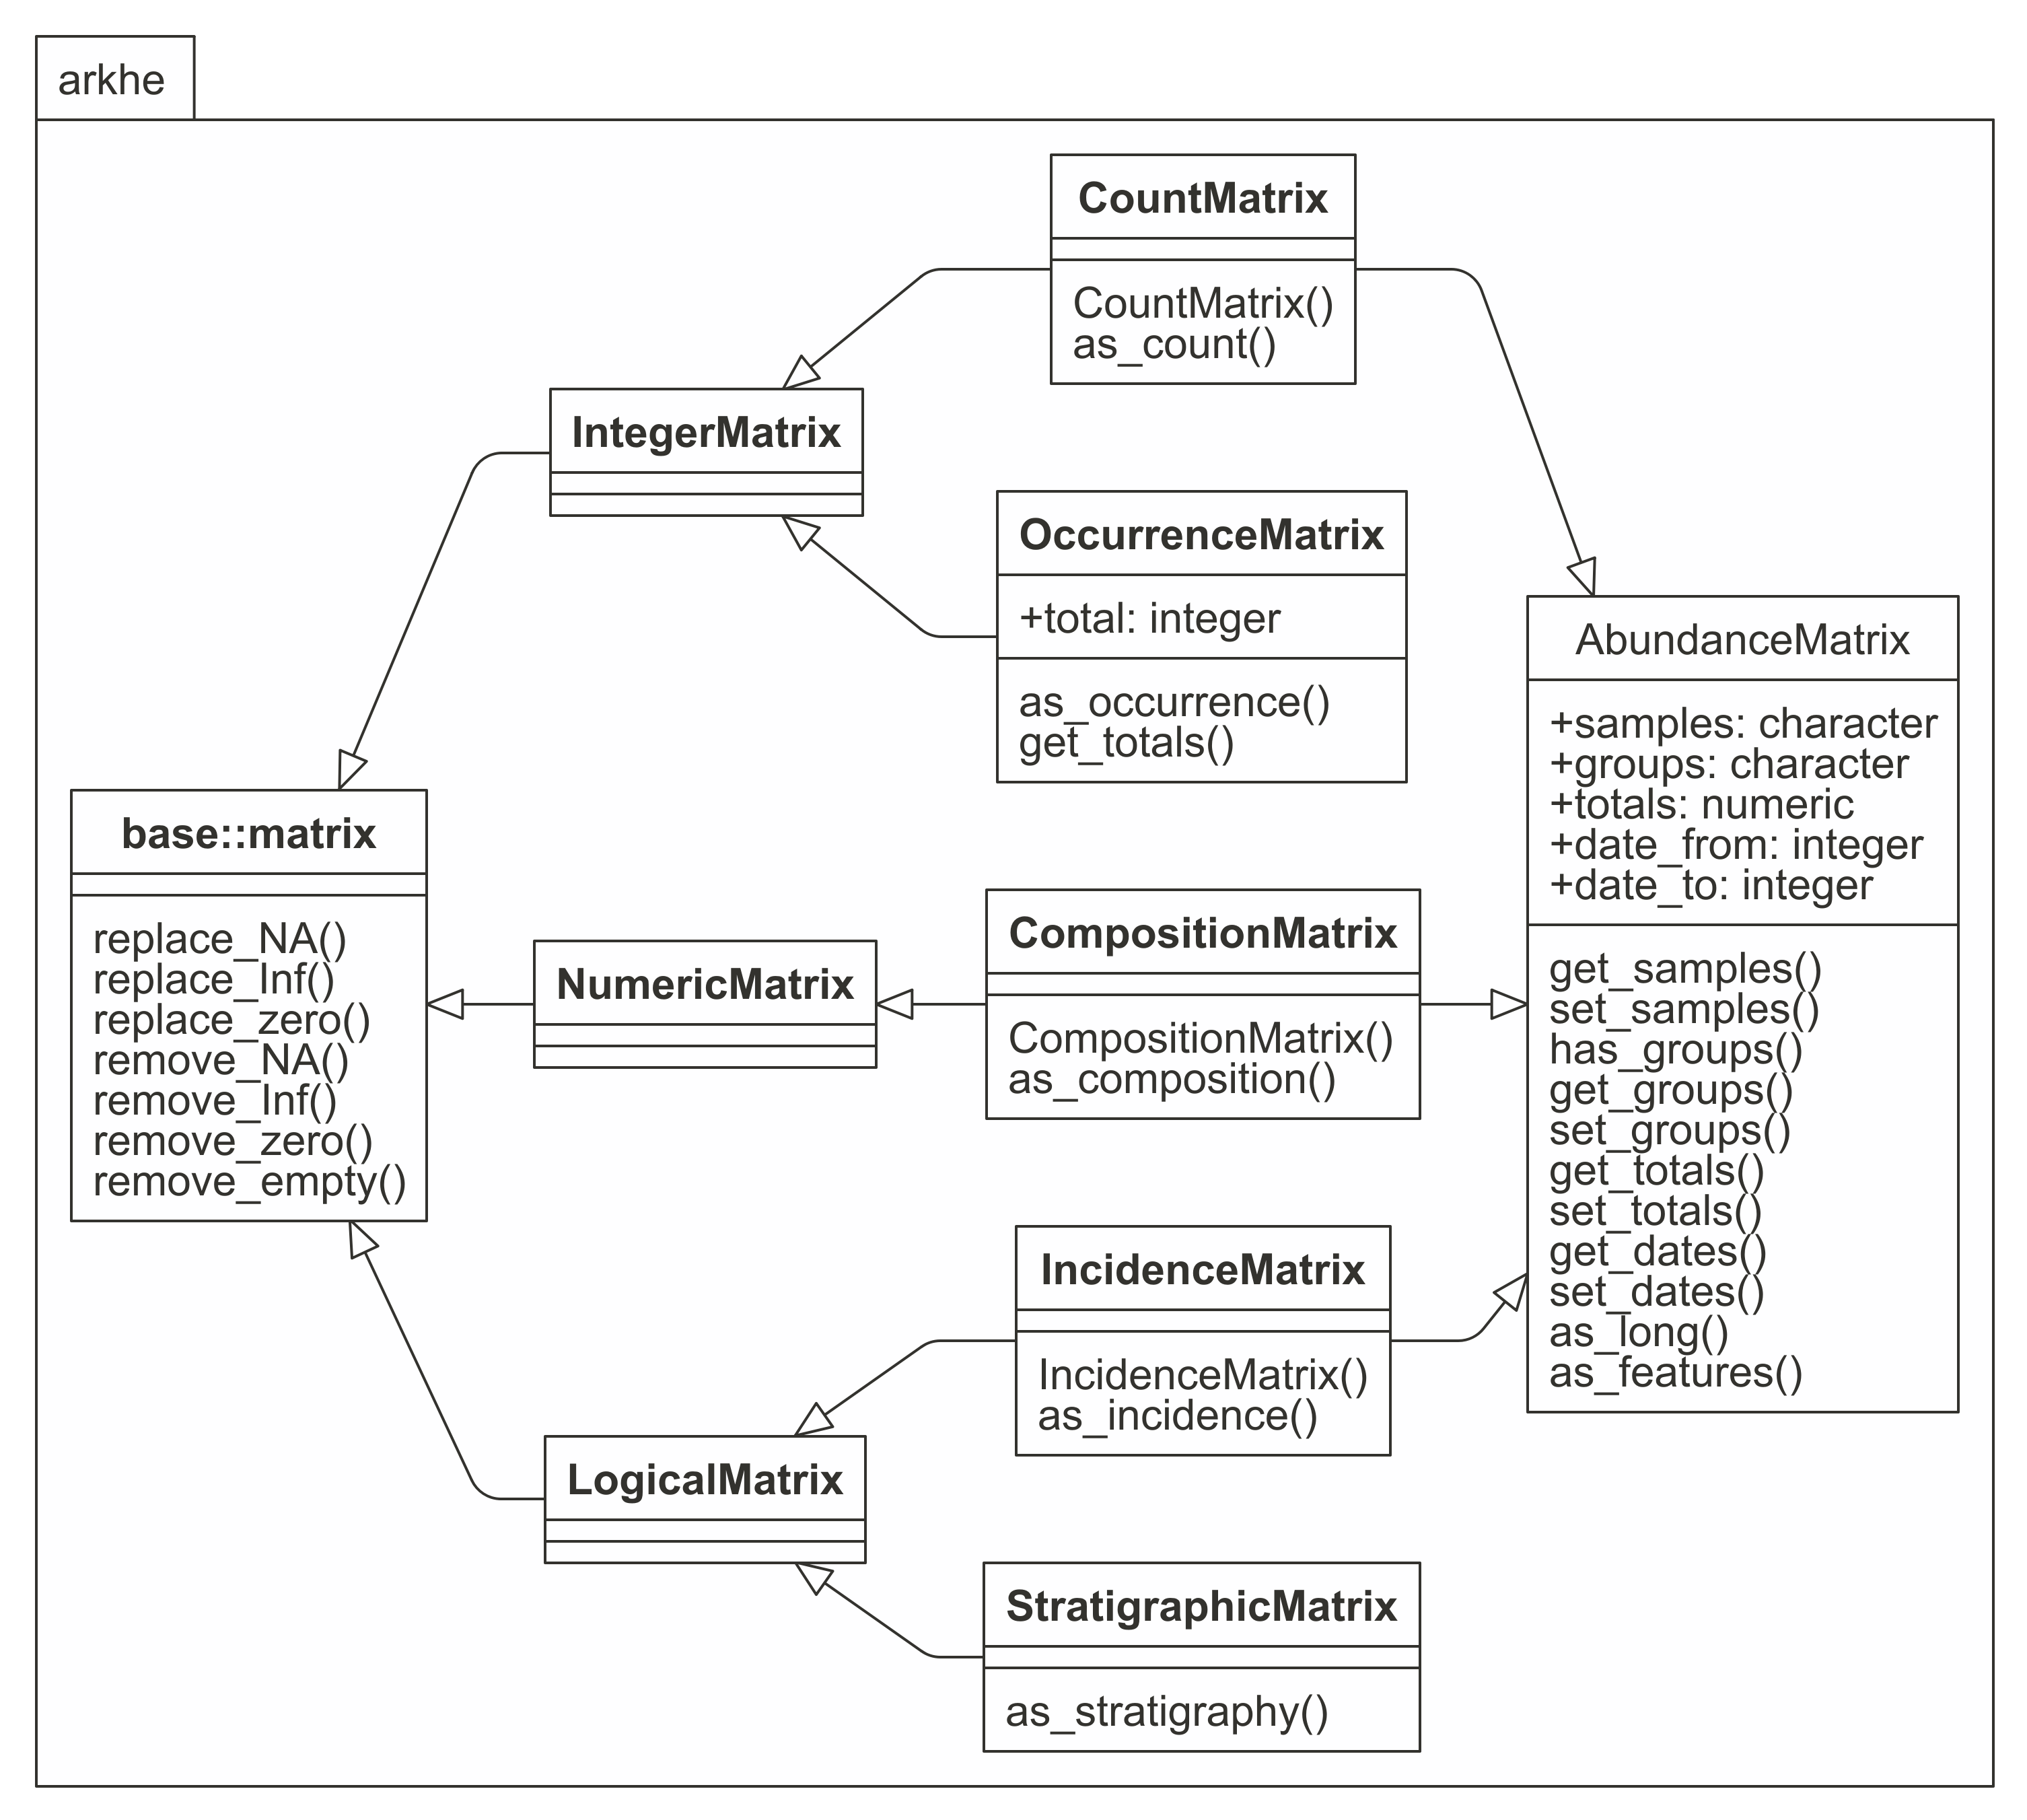 arkhe
CountMatrix
CountMatrix()
as_count()
IntegerMatrix
OccurrenceMatrix
+total: integer
as_occurrence()
get_totals()
AbundanceMatrix
+samples: character
+groups: character
+totals: numeric
+date_from: integer
+date_to: integer
get_samples()
set_samples()
has_groups()
get_groups()
set_groups()
get_totals()
set_totals()
get_dates()
set_dates()
as_long()
as_features()
base::matrix
replace_NA()
replace_Inf()
replace_zero()
remove_NA()
remove_Inf()
remove_zero()
remove_empty()
NumericMatrix
CompositionMatrix
CompositionMatrix()
as_composition()
IncidenceMatrix
IncidenceMatrix()
as_incidence()
LogicalMatrix
StratigraphicMatrix
as_stratigraphy()